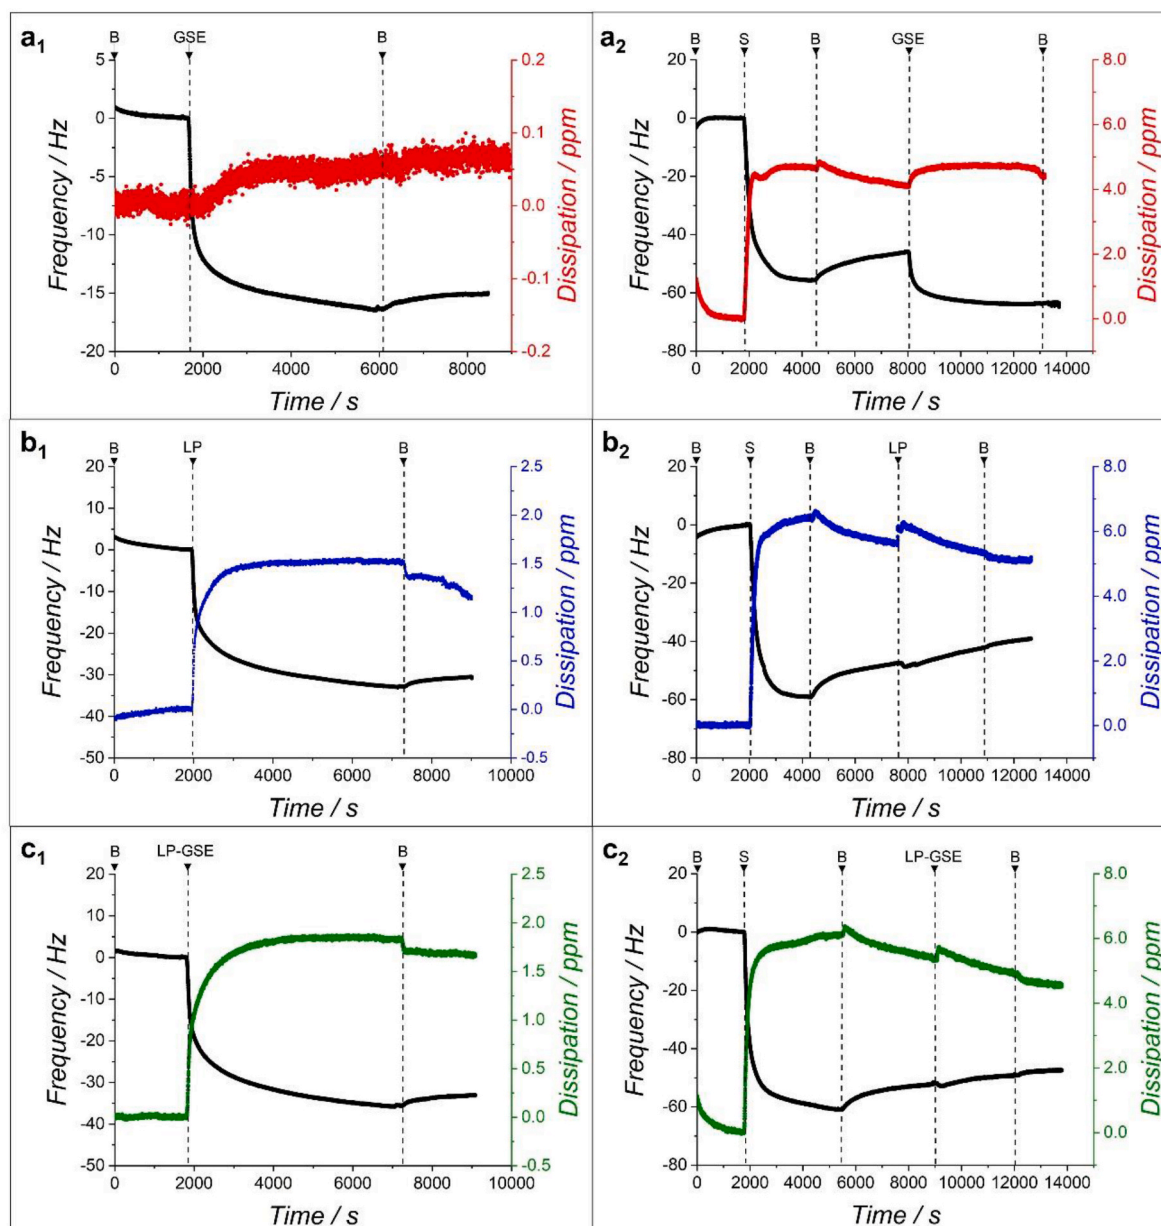 a1
B GSE B
5 0.2
0 0.1
-5 0.0
-10 -0.1
-15 -0.2
-20
Frequency / Hz
Dissipation / ppm
0 2000 4000 6000 8000
Time / s
a2
B S B GSE B
20 8.0
0 6.0
-20 4.0
-40 2.0
-60 0.0
-80
Frequency / Hz
Dissipation / ppm
0 2000 4000 6000 8000 10000 12000 14000
Time / s
b1
B LP B
20 2.5
10 2.0
0 1.5
-10 1.0
-20 0.5
-30 0.0
-40 -0.5
-50
Frequency / Hz
Dissipation / ppm
0 2000 4000 6000 8000 10000
Time / s
b2
B S B LP B
20 8.0
0 6.0
-20 4.0
-40 2.0
-60 0.0
-80
Frequency / Hz
Dissipation / ppm
0 2000 4000 6000 8000 10000 12000 14000
Time / s
c1
B LP-GSE B
20 2.5
10 2.0
0 1.5
-10 1.0
-20 0.5
-30 0.0
-40 -0.5
-50
Frequency / Hz
Dissipation / ppm
0 2000 4000 6000 8000 10000
Time / s
c2
B S B LP-GSE B
20 8.0
0 6.0
-20 4.0
-40 2.0
-60 0.0
-80
Frequency / Hz
Dissipation / ppm
0 2000 4000 6000 8000 10000 12000 14000
Time / s